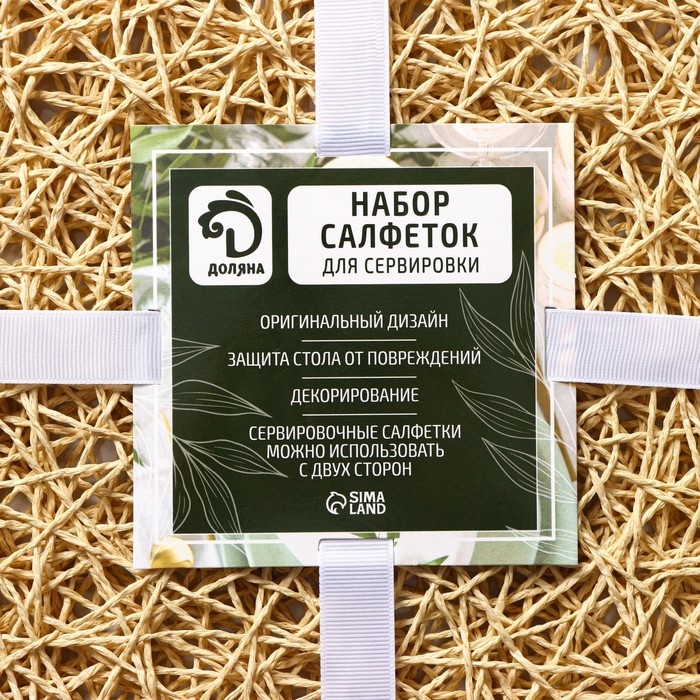 ДОЛЯНА
НАБОР
САЛФЕТОК
ДЛЯ СЕРВИРОВКИ
ОРИГИНАЛЬНЫЙ ДИЗАЙН
ЗАЩИТА СТОЛА ОТ ПОВРЕЖДЕНИЙ
ДЕКОРИРОВАНИЕ
СЕРВИРОВОЧНЫЕ САЛФЕТКИ
МОЖНО ИСПОЛЬЗОВАТЬ
С ДВУХ СТОРОН
SIMA
LAND